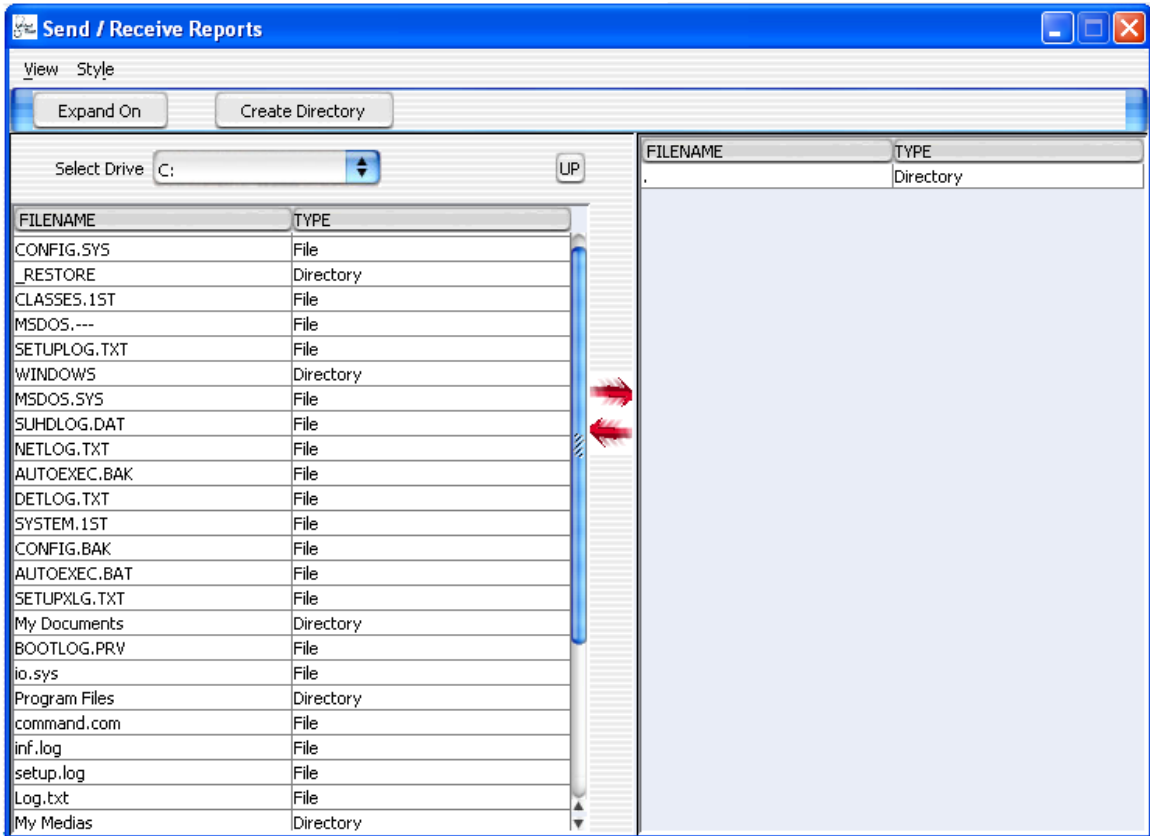 Send / Receive Reports
View Style
Expand On Create Directory
Select Drive C: UP
FILENAME TYPE
CONFIG.SYS File
_RESTORE Directory
CLASSES.1ST File
MSDOS.--- File
SETUPLOG.TXT File
WINDOWS Directory
MSDOS.SYS File
SUHDLOG.DAT File
NETLOG.TXT File
AUTOEXEC.BAK File
DETLOG.TXT File
SYSTEM.1ST File
CONFIG.BAK File
AUTOEXEC.BAT File
SETUPXLG.TXT File
My Documents Directory
BOOTLOG.PRV File
io.sys File
Program Files Directory
command.com File
inf.log File
setup.log File
Log.txt File
My Medias Directory
FILENAME TYPE
. Directory